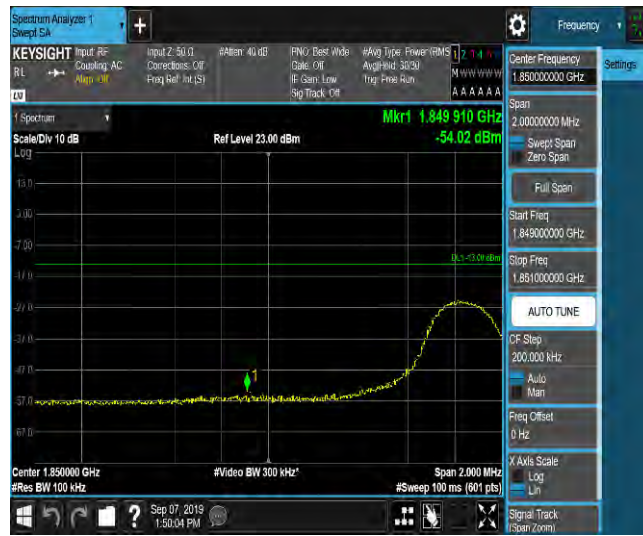 Spectrum Analyzer 1
Swept SA
Frequency
KEYSIGHT Input: RF
Coupling: AC
Align: Off
Input Z: 50 Ω
Corrections: Off
Freq Ref: Int (S)
#Atten: 40 dB
PNO: Best Wide
Gate: Off
IF Gain: Low
Sig Track: Off
#Avg Type: Power (RMS
Avg|Hold: 30/30
Trig: Free Run
M W W W W W
A A A A A A
RL
LXI
1 Spectrum
Scale/Div 10 dB
Ref Level 23.00 dBm
Mkr1 1.849 910 GHz
-54.02 dBm
Log
13.0
3.00
-7.00
DL1 -13.00 dBm
-17.0
-27.0
-37.0
-47.0
-57.0
-67.0
1
Center 1.850000 GHz
#Video BW 300 kHz*
Span 2.000 MHz
#Res BW 100 kHz
#Sweep 100 ms (601 pts)
Sep 07, 2019
1:50:04 PM
Center Frequency
1.850000000 GHz
Settings
Span
2.00000000 MHz
Swept Span
Zero Span
Full Span
Start Freq
1.849000000 GHz
Stop Freq
1.851000000 GHz
AUTO TUNE
CF Step
200.000 kHz
Auto
Man
Freq Offset
0 Hz
X Axis Scale
Log
Lin
Signal Track
(Span Zoom)